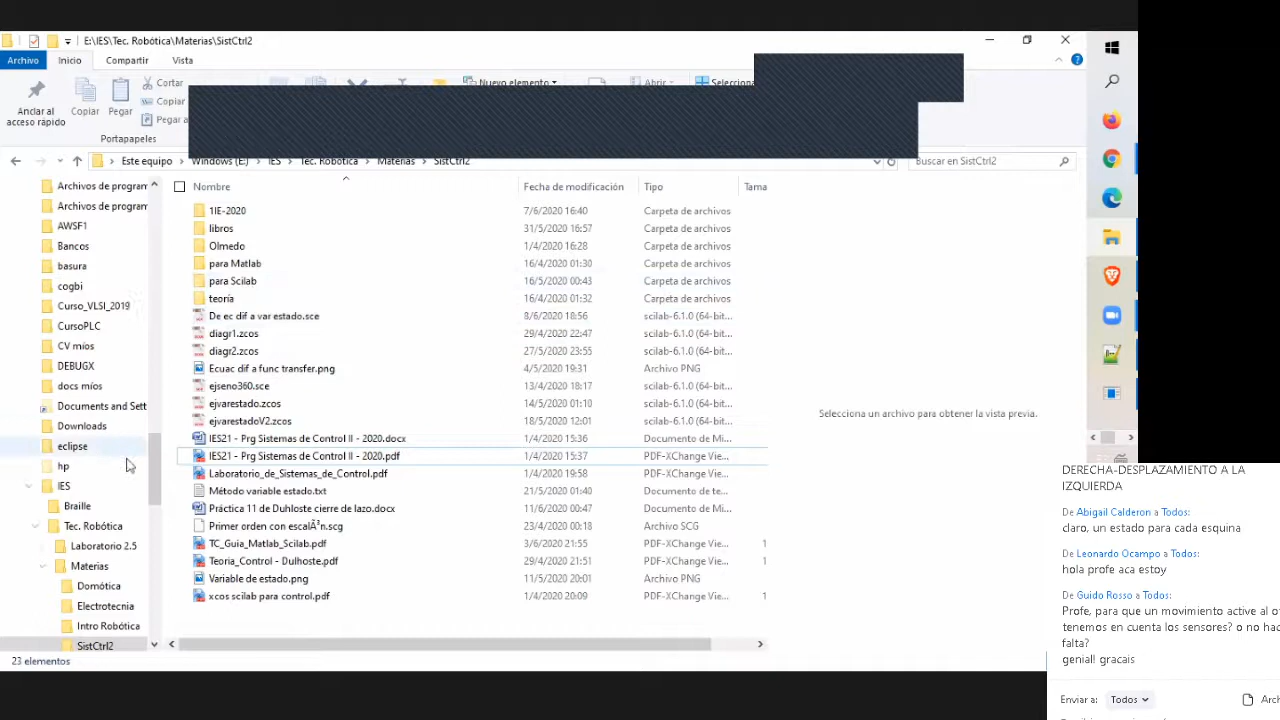 E:\IES\Tec. Robótica\Materias\SistCtrl2
Archivo Inicio Compartir Vista
Anclar al acceso rápido
Copiar
Pegar
Cortar
Copiar
Pegar a
Portapapeles
Nuevo elemento
Abrir
Selecciona
Este equipo > Windows (E:) > IES > Tec. Robótica > Materias > SistCtrl2
Buscar en SistCtrl2
Archivos de program
Archivos de program
AWSF1
Bancos
basura
cogbi
Curso_VLSI_2019
CursoPLC
CV míos
DEBUGX
docs míos
Documents and Sett
Downloads
eclipse
hp
IES
Braille
Tec. Robótica
Laboratorio 2.5
Materias
Domótica
Electrotecnia
Intro Robótica
SistCtrl2
Nombre Fecha de modificación Tipo Tama
1IE-2020 7/6/2020 16:40 Carpeta de archivos
libros 31/5/2020 16:57 Carpeta de archivos
Olmedo 1/4/2020 16:28 Carpeta de archivos
para Matlab 16/4/2020 01:30 Carpeta de archivos
para Scilab 16/5/2020 00:43 Carpeta de archivos
teoría 16/4/2020 01:32 Carpeta de archivos
De ec dif a var estado.sce 8/6/2020 18:56 scilab-6.1.0 (64-bit...
diagr1.zcos 29/4/2020 22:47 scilab-6.1.0 (64-bit...
diagr2.zcos 27/5/2020 23:55 scilab-6.1.0 (64-bit...
Ecuac dif a func transfer.png 4/5/2020 19:31 Archivo PNG
ejseno360.sce 13/4/2020 18:17 scilab-6.1.0 (64-bit...
ejvarestado.zcos 14/5/2020 01:10 scilab-6.1.0 (64-bit...
ejvarestadoV2.zcos 18/5/2020 12:01 scilab-6.1.0 (64-bit...
IES21 - Prg Sistemas de Control II - 2020.docx 1/4/2020 15:36 Documento de Mi...
IES21 - Prg Sistemas de Control II - 2020.pdf 1/4/2020 15:37 PDF-XChange Vie...
Laboratorio_de_Sistemas_de_Control.pdf 1/4/2020 19:58 PDF-XChange Vie...
Método variable estado.txt 21/5/2020 01:40 Documento de te...
Práctica 11 de Duhloste cierre de lazo.docx 11/6/2020 00:47 Documento de Mi...
Primer orden con escalÃ³n.scg 23/4/2020 00:18 Archivo SCG
TC_Guia_Matlab_Scilab.pdf 3/6/2020 21:55 PDF-XChange Vie... 1
Teoria_Control - Dulhoste.pdf 29/4/2020 21:51 PDF-XChange Vie... 1
Variable de estado.png 11/5/2020 20:01 Archivo PNG
xcos scilab para control.pdf 1/4/2020 20:09 PDF-XChange Vie... 1
Selecciona un archivo para obtener la vista previa.
23 elementos
DERECHA-DESPLAZAMIENTO A LA
IZQUIERDA
De Abigail Calderon a Todos:
claro, un estado para cada esquina
De Leonardo Ocampo a Todos:
hola profe aca estoy
De Guido Rosso a Todos:
Profe, para que un movimiento active al o
tenemos en cuenta los sensores? o no hac
falta?
genial! gracais
Enviar a: Todos
Arch